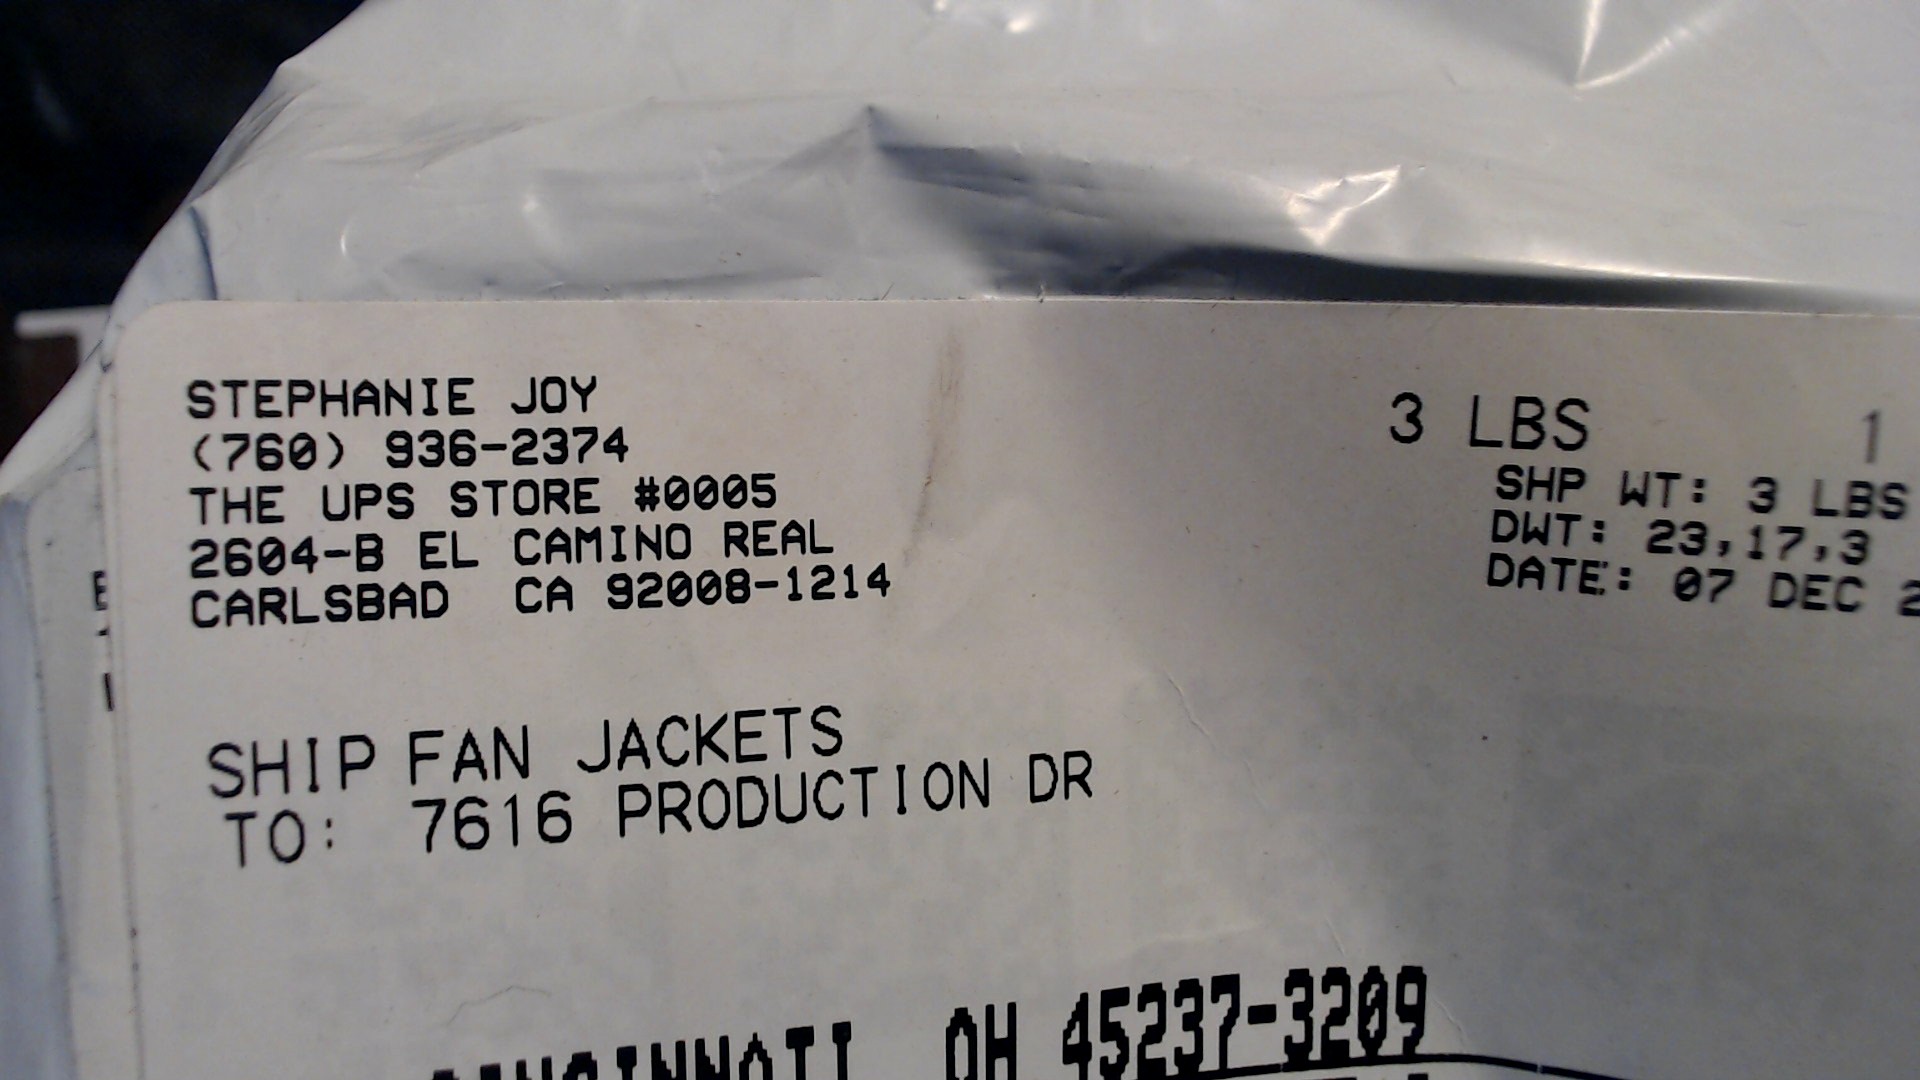 STEPHANIE JOY
(760) 936-2374
THE UPS STORE #0005
2604-B EL CAMINO REAL
CARLSBAD CA 92008-1214
3 LBS 1
SHP WT: 3 LBS
DWT: 23,17,3
DATE: 07 DEC 2
SHIP FAN JACKETS
TO: 7616 PRODUCTION DR
CINCINNATI OH 45237-3209